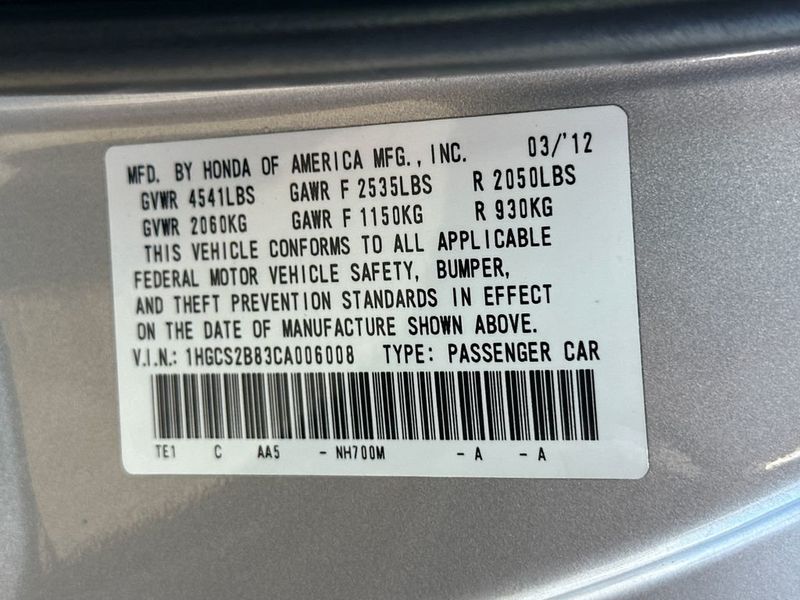 MFD. BY HONDA OF AMERICA MFG., INC. 03/'12
GVWR 4541LBS GAWR F 2535LBS R 2050LBS
GVWR 2060KG GAWR F 1150KG R 930KG
THIS VEHICLE CONFORMS TO ALL APPLICABLE
FEDERAL MOTOR VEHICLE SAFETY, BUMPER,
AND THEFT PREVENTION STANDARDS IN EFFECT
ON THE DATE OF MANUFACTURE SHOWN ABOVE.
V.I.N.: 1HGCS2B83CA006008 TYPE: PASSENGER CAR
TE1 C AA5 - NH700M - A - A